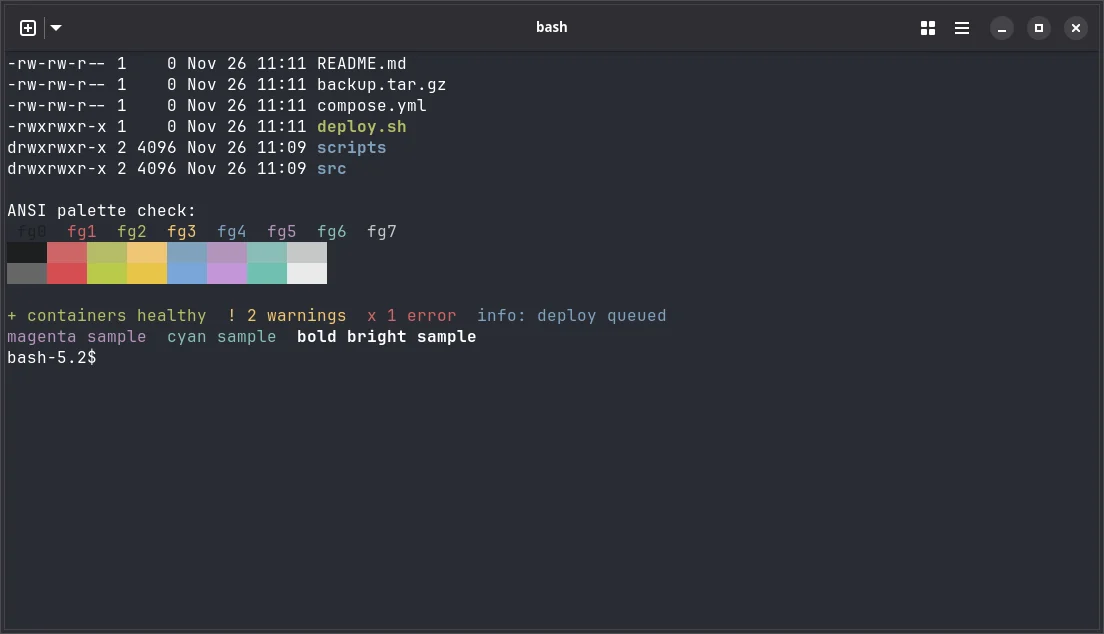 bash
-rw-rw-r-- 1    0 Nov 26 11:11 README.md
-rw-rw-r-- 1    0 Nov 26 11:11 backup.tar.gz
-rw-rw-r-- 1    0 Nov 26 11:11 compose.yml
-rwxrwxr-x 1    0 Nov 26 11:11 deploy.sh
drwxrwxr-x 2 4096 Nov 26 11:09 scripts
drwxrwxr-x 2 4096 Nov 26 11:09 src
ANSI palette check:
 fg0  fg1  fg2  fg3  fg4  fg5  fg6  fg7
+ containers healthy  ! 2 warnings  x 1 error  info: deploy queued
magenta sample  cyan sample  bold bright sample
bash-5.2$